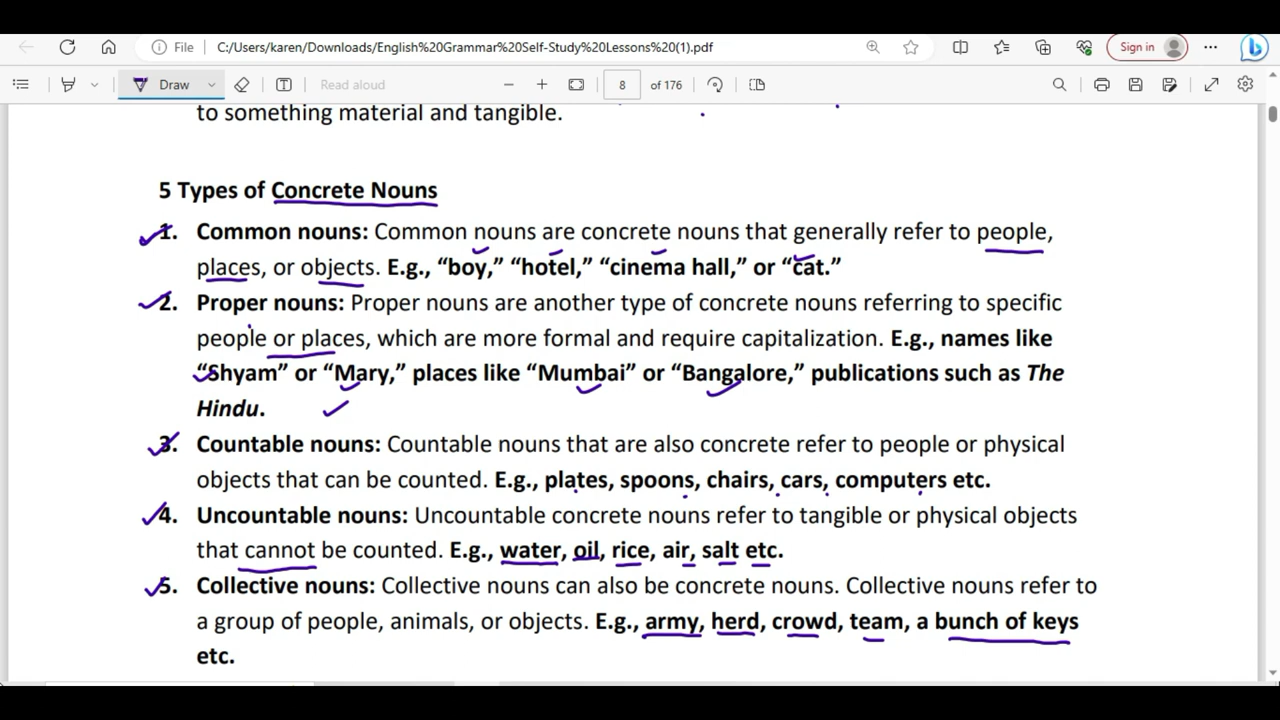 File C:/Users/karen/Downloads/English%20Grammar%20Self-Study%20Lessons%20(1).pdf Sign in
Draw Read aloud 8 of 176
to something material and tangible.
5 Types of Concrete Nouns
1. Common nouns: Common nouns are concrete nouns that generally refer to people,
places, or objects. E.g., “boy,” “hotel,” “cinema hall,” or “cat.”
2. Proper nouns: Proper nouns are another type of concrete nouns referring to specific
people or places, which are more formal and require capitalization. E.g., names like
“Shyam” or “Mary,” places like “Mumbai” or “Bangalore,” publications such as The
Hindu.
3. Countable nouns: Countable nouns that are also concrete refer to people or physical
objects that can be counted. E.g., plates, spoons, chairs, cars, computers etc.
4. Uncountable nouns: Uncountable concrete nouns refer to tangible or physical objects
that cannot be counted. E.g., water, oil, rice, air, salt etc.
5. Collective nouns: Collective nouns can also be concrete nouns. Collective nouns refer to
a group of people, animals, or objects. E.g., army, herd, crowd, team, a bunch of keys
etc.